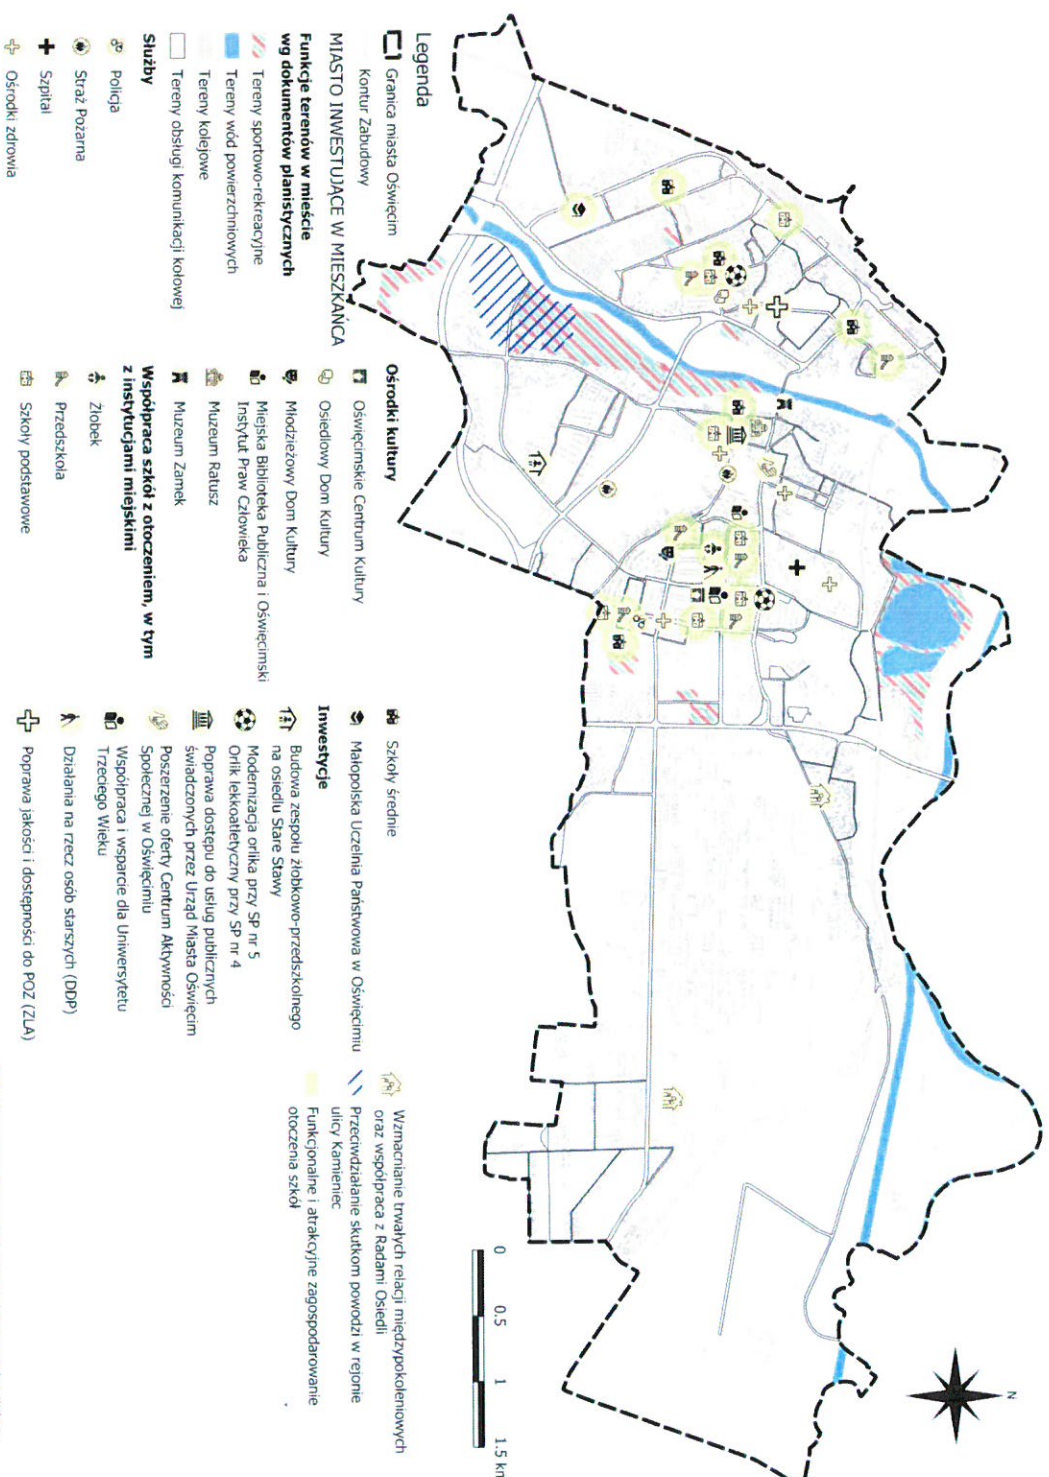 N
0 0.5 1 1.5 km
Legenda
Granica miasta Oświęcim
Kontur Zabudowy
MIASTO INWESTUJĄCE W MIESZKAŃCA
Funkcje terenów w mieście
wg dokumentów planistycznych
Tereny sportowo-rekreacyjne
Tereny wód powierzchniowych
Tereny kolejowe
Tereny obsługi komunikacji kołowej
Służby
Policja
Straż Pożarna
Szpital
Ośrodki zdrowia
Ośrodki kultury
Oświęcimskie Centrum Kultury
Osiedlowy Dom Kultury
Młodzieżowy Dom Kultury
Miejska Biblioteka Publiczna i Oświęcimski
Instytut Praw Człowieka
Muzeum Ratusz
Muzeum Zamek
Współpraca szkół z otoczeniem, w tym
z instytucjami miejskimi
Żłobek
Przedszkola
Szkoły podstawowe
Szkoły średnie
Małopolska Uczelnia Państwowa w Oświęcimiu
Inwestycje
Budowa zespołu żłobkowo-przedszkolnego
na osiedlu Stare Stawy
Modernizacja orlika przy SP nr 5
Orlik lekkoatletyczny przy SP nr 4
Poprawa dostępu do usług publicznych
świadczonych przez Urząd Miasta Oświęcim
Poszerzenie oferty Centrum Aktywności
Społecznej w Oświęcimiu
Współpraca i wsparcie dla Uniwersytetu
Trzeciego Wieku
Działania na rzecz osób starszych (DDP)
Poprawa jakości i dostępności do POZ (ZLA)
Wzmacnianie trwałych relacji międzypokoleniowych
oraz współpraca z Radami Osiedli
Przeciwdziałanie skutkom powodzi w rejonie
ulicy Kamieniec
Funkcjonalne i atrakcyjne zagospodarowanie
otoczenia szkół